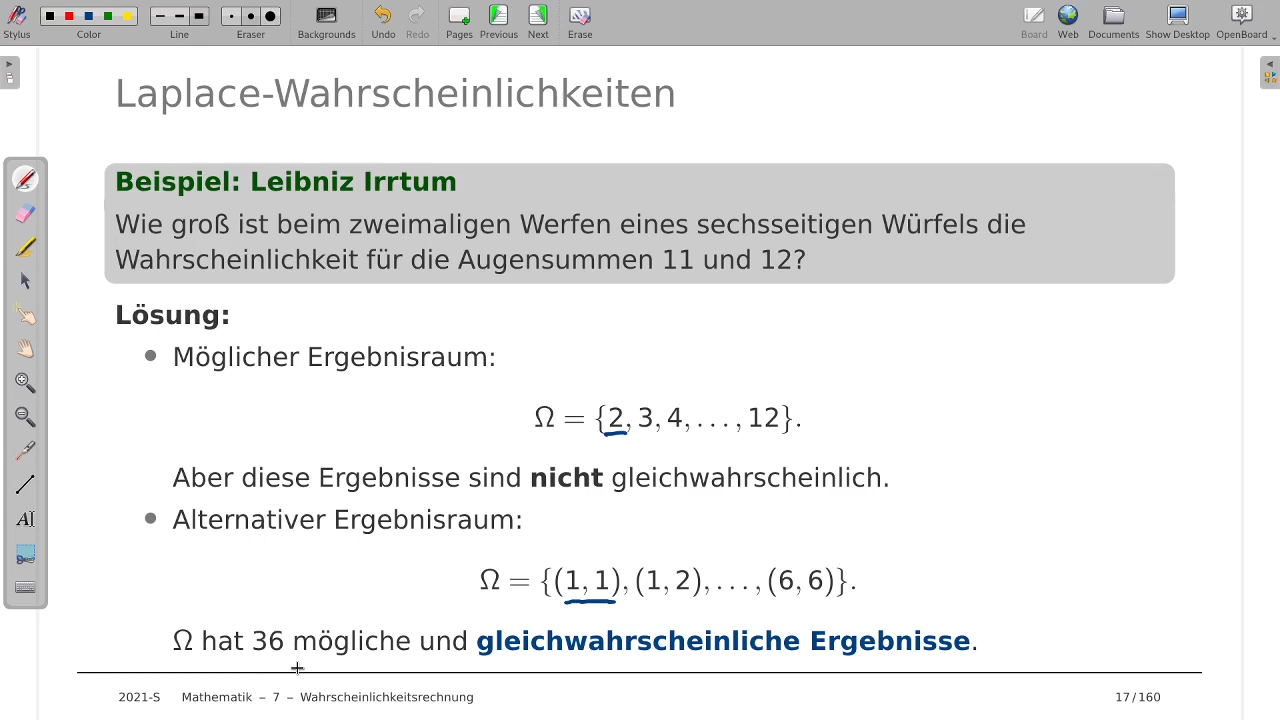 Stylus Color Line Eraser Backgrounds Undo Redo Pages Previous Next Erase Board Web Documents Show Desktop OpenBoard
Laplace-Wahrscheinlichkeiten
Beispiel: Leibniz Irrtum
Wie groß ist beim zweimaligen Werfen eines sechsseitigen Würfels die
Wahrscheinlichkeit für die Augensummen 11 und 12?
Lösung:
• Möglicher Ergebnisraum:
Ω = {2, 3, 4, . . . , 12}.
Aber diese Ergebnisse sind nicht gleichwahrscheinlich.
• Alternativer Ergebnisraum:
Ω = {(1, 1), (1, 2), . . . , (6, 6)}.
Ω hat 36 mögliche und gleichwahrscheinliche Ergebnisse.
2021-S Mathematik – 7 – Wahrscheinlichkeitsrechnung 17/160